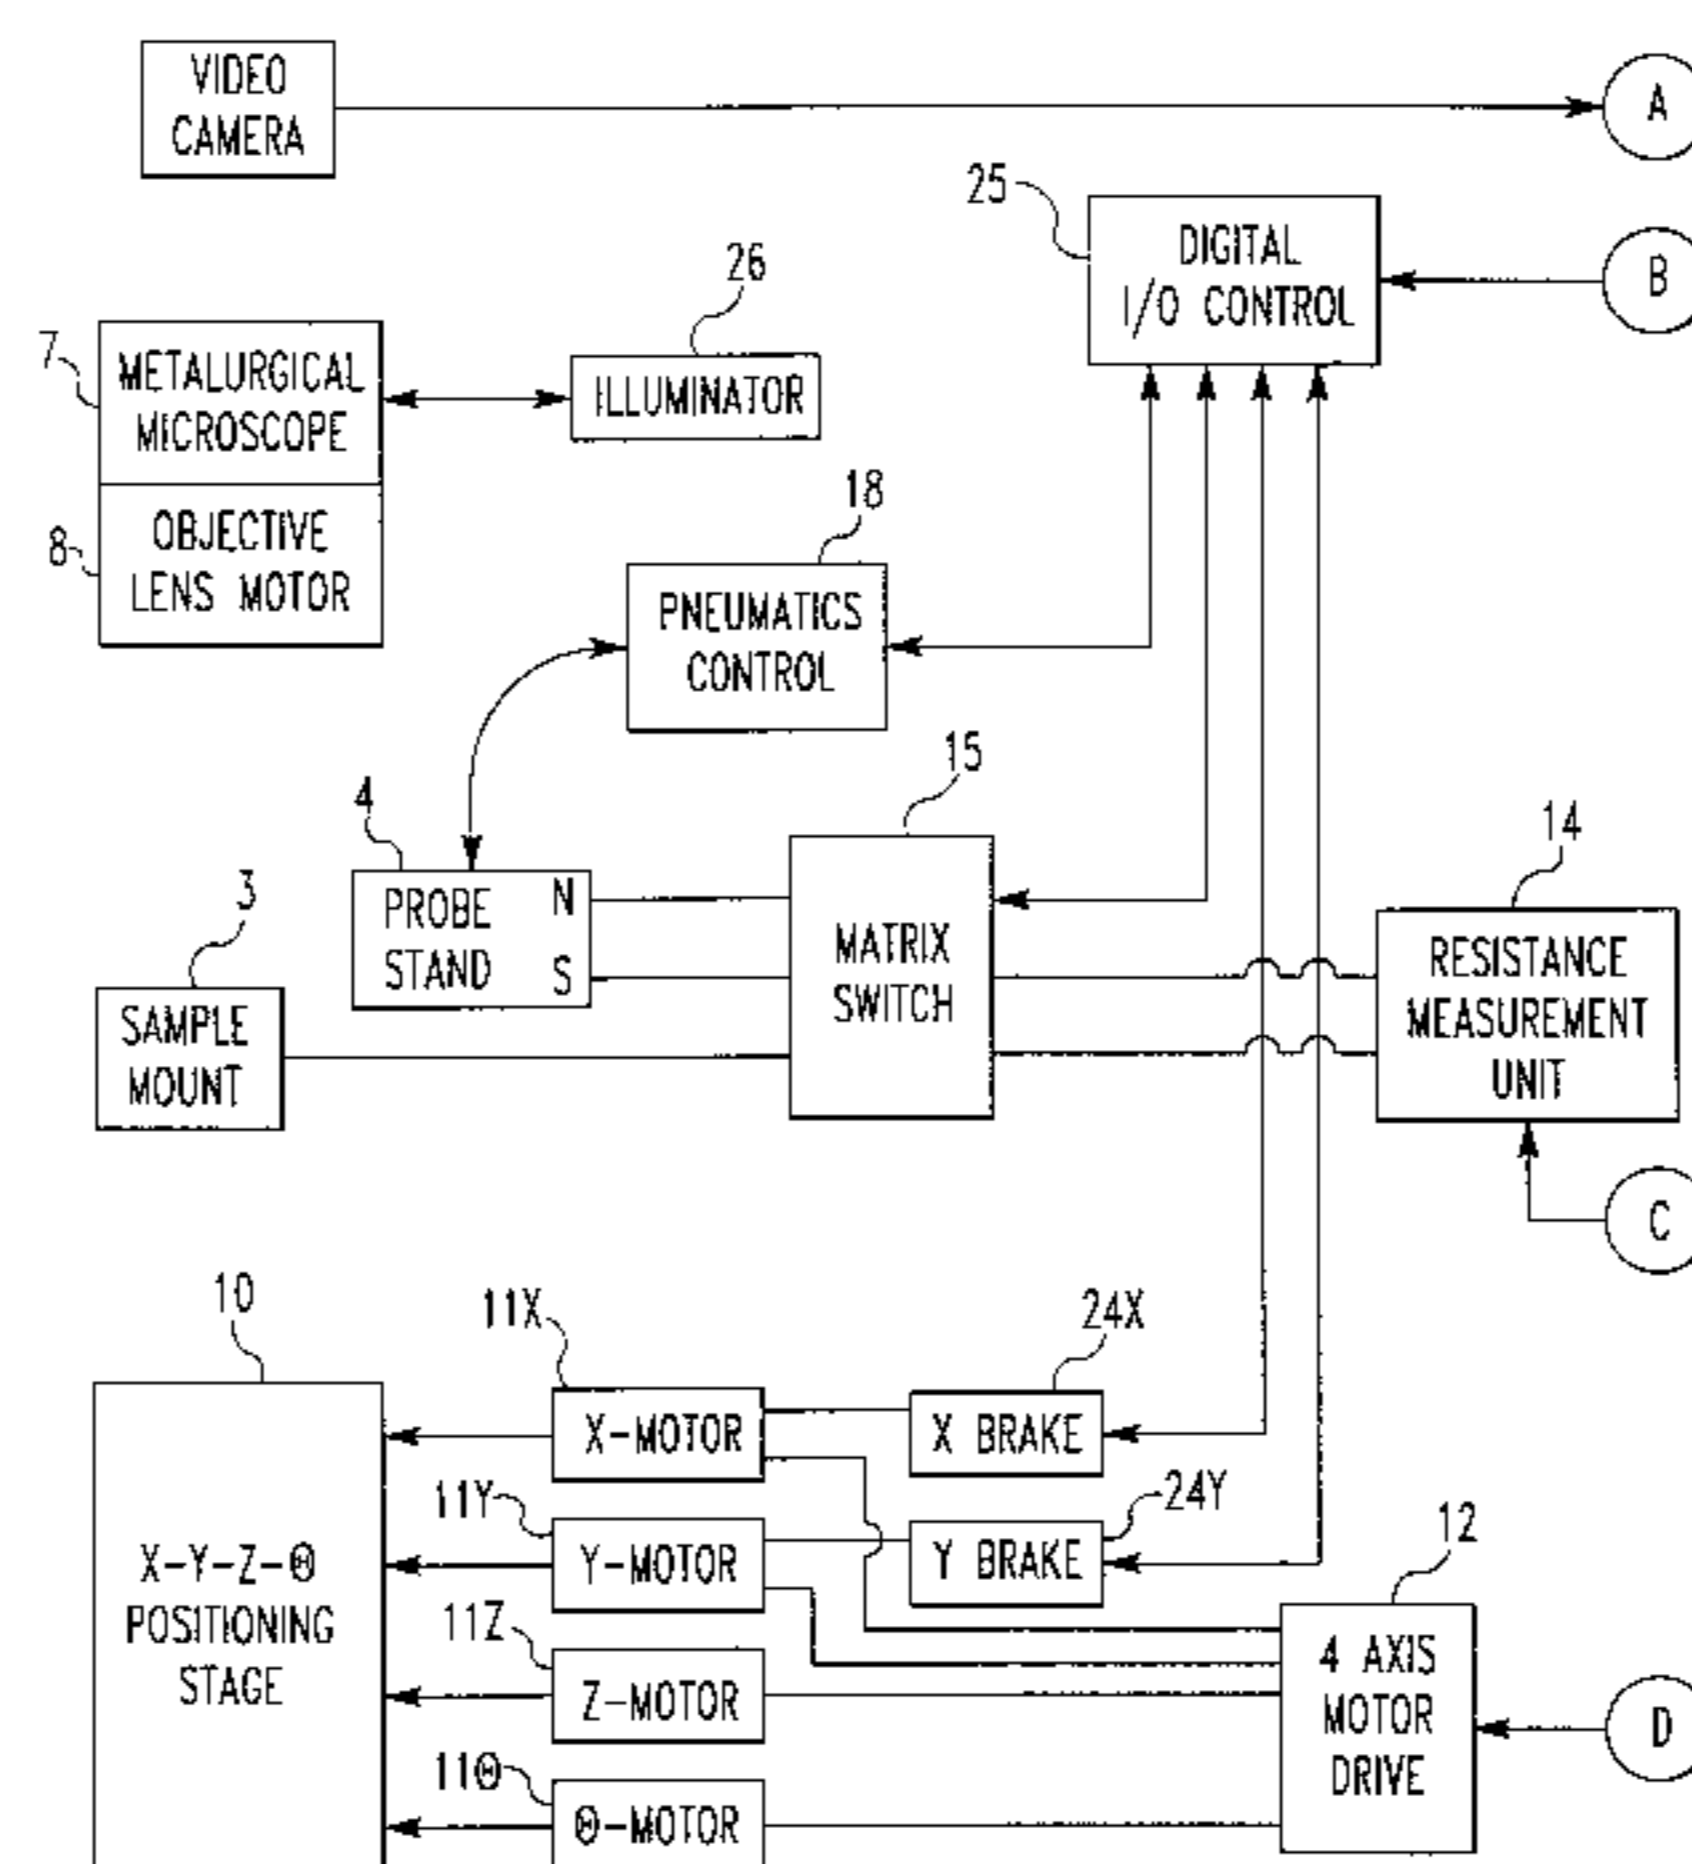 VIDEO
CAMERA
A
25
DIGITAL
I/O CONTROL
B
26
7
METALURGICAL
MICROSCOPE
ILLUMINATOR
8
OBJECTIVE
LENS MOTOR
18
PNEUMATICS
CONTROL
15
4
PROBE
STAND
N
S
14
3
SAMPLE
MOUNT
MATRIX
SWITCH
RESISTANCE
MEASUREMENT
UNIT
C
10
11X
24X
X-MOTOR
X BRAKE
11Y
24Y
Y-MOTOR
Y BRAKE
12
X-Y-Z-Θ
POSITIONING
STAGE
11Z
Z-MOTOR
4 AXIS
MOTOR
DRIVE
D
11Θ
Θ-MOTOR